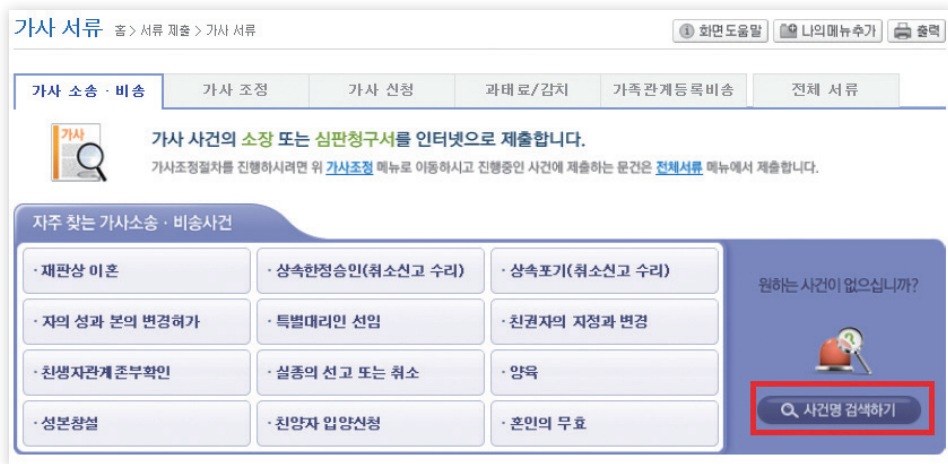 가사 서류 홈 > 서류 제출 > 가사 서류 화면도움말 나의메뉴추가 출력
가사 소송 · 비송 가사 조정 가사 신청 과태료/감치 가족관계등록비송 전체 서류
가사
가사 사건의 소장 또는 심판청구서를 인터넷으로 제출합니다.
가사조정절차를 진행하시려면 위 가사조정 메뉴로 이동하시고 진행중인 사건에 제출하는 문건은 전체서류 메뉴에서 제출합니다.
자주 찾는 가사소송 · 비송사건
· 재판상 이혼 · 상속한정승인(취소신고 수리) · 상속포기(취소신고 수리)
원하는 사건이 없으십니까?
· 자의 성과 본의 변경허가 · 특별대리인 선임 · 친권자의 지정과 변경
· 친생자관계존부확인 · 실종의 선고 또는 취소 · 양육
사건명 검색하기
· 성본창설 · 친양자 입양신청 · 혼인의 무효